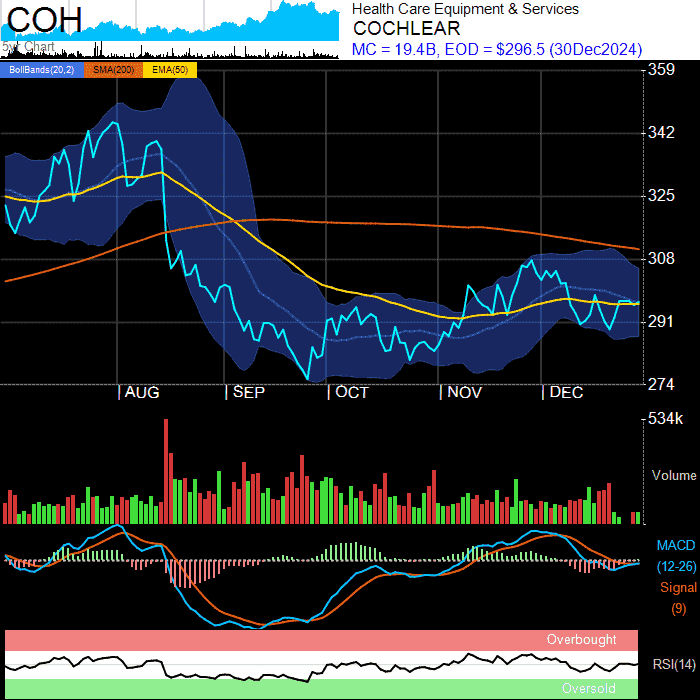 COH
5yr Chart
Health Care Equipment & Services
COCHLEAR
MC = 19.4B, EOD = $296.5 (30Dec2024)
BollBands(20,2) SMA(200) EMA(50)
359
342
325
308
291
274
AUG SEP OCT NOV DEC
534k
Volume
MACD
(12-26)
Signal
(9)
Overbought
RSI(14)
Oversold